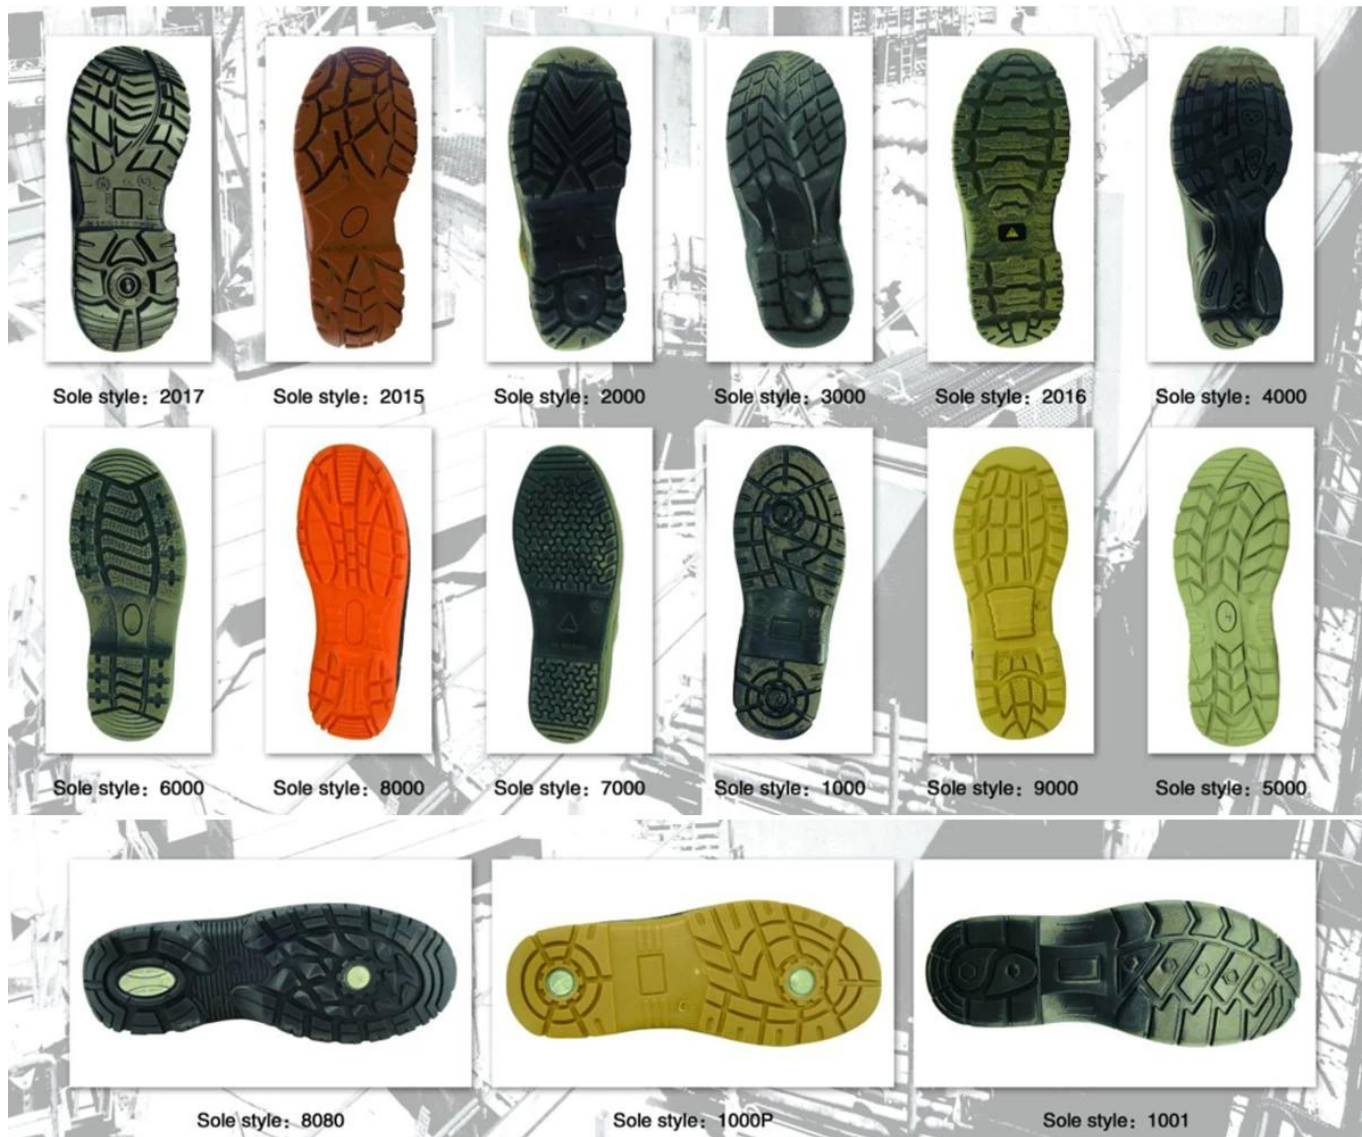 Sole style：2017
Sole style：2015
Sole style：2000
Sole style：3000
Sole style：2016
Sole style：4000
Sole style：6000
Sole style：8000
Sole style：7000
Sole style：1000
Sole style：9000
Sole style：5000
Sole style：8080
Sole style：1000P
Sole style：1001